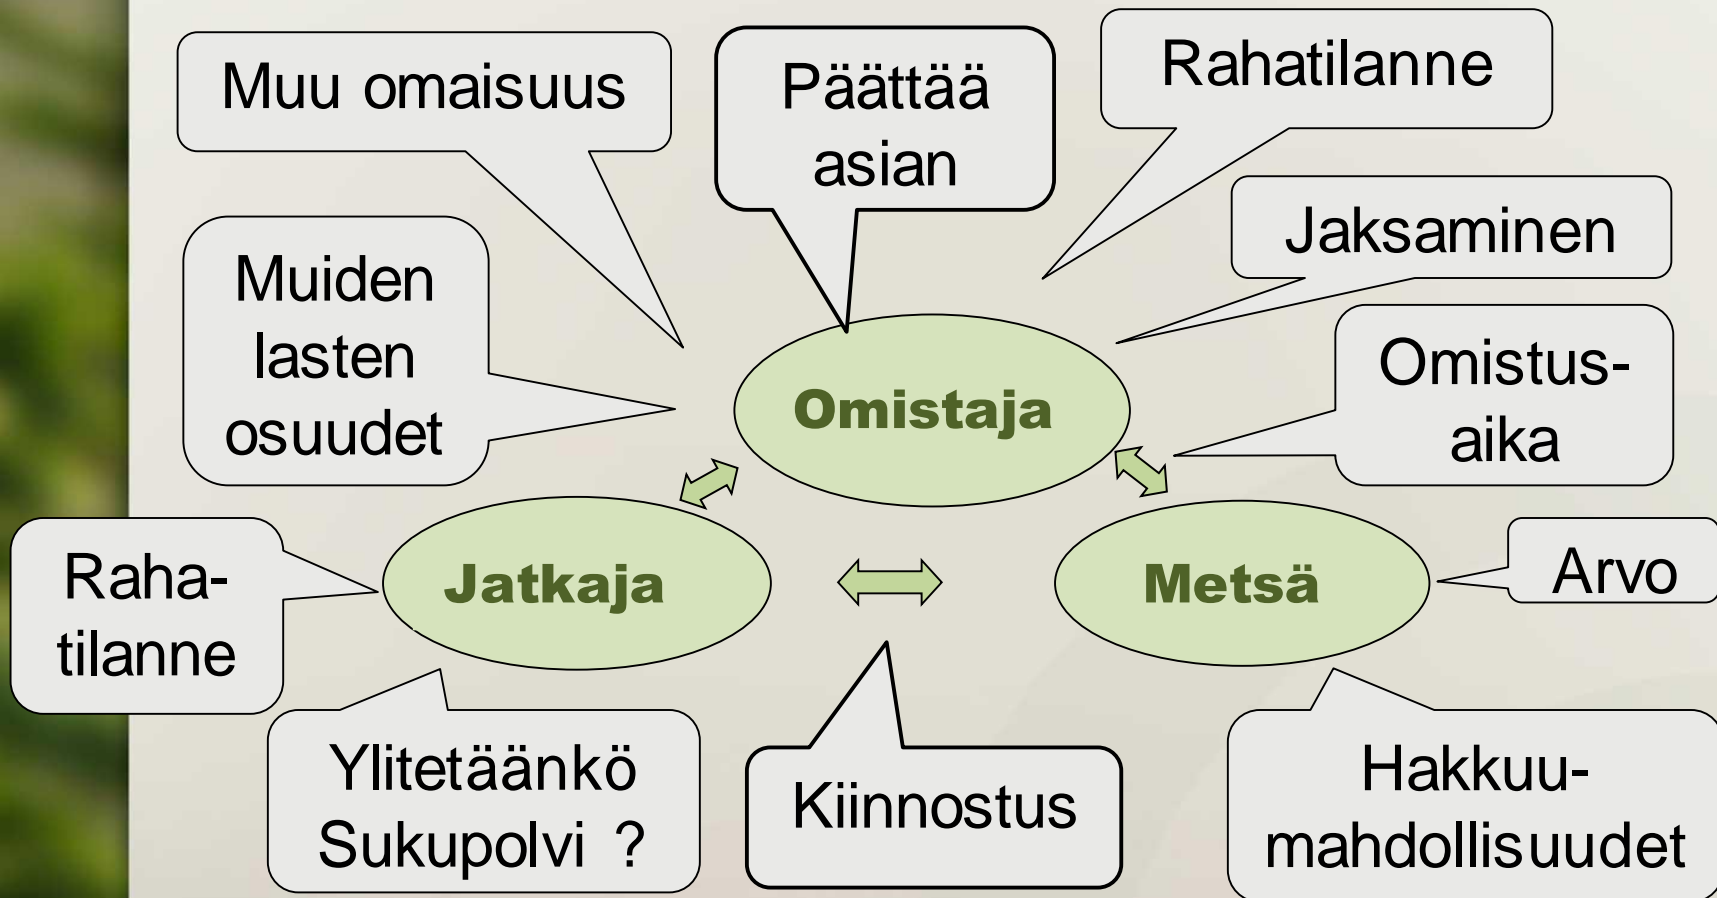 Muu omaisuus
Päättää
asian
Rahatilanne
Jaksaminen
Muiden
lasten
osuudet
Omistaja
Omistus-
aika
Raha-
tilanne
Jatkaja
Metsä
Arvo
Ylitetäänkö
Sukupolvi ?
Kiinnostus
Hakkuu-
mahdollisuudet